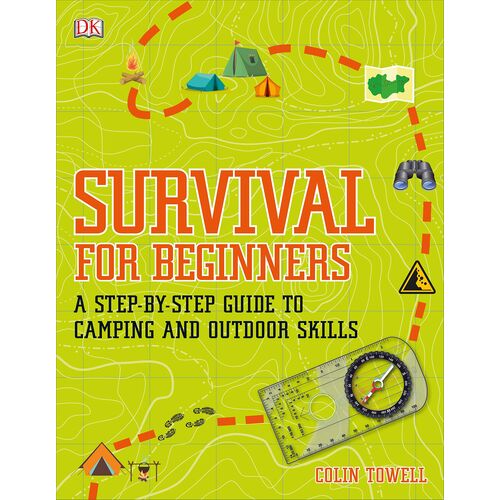 DK
SURVIVAL
FOR BEGINNERS
A STEP-BY-STEP GUIDE TO
CAMPING AND OUTDOOR SKILLS
COLIN TOWELL